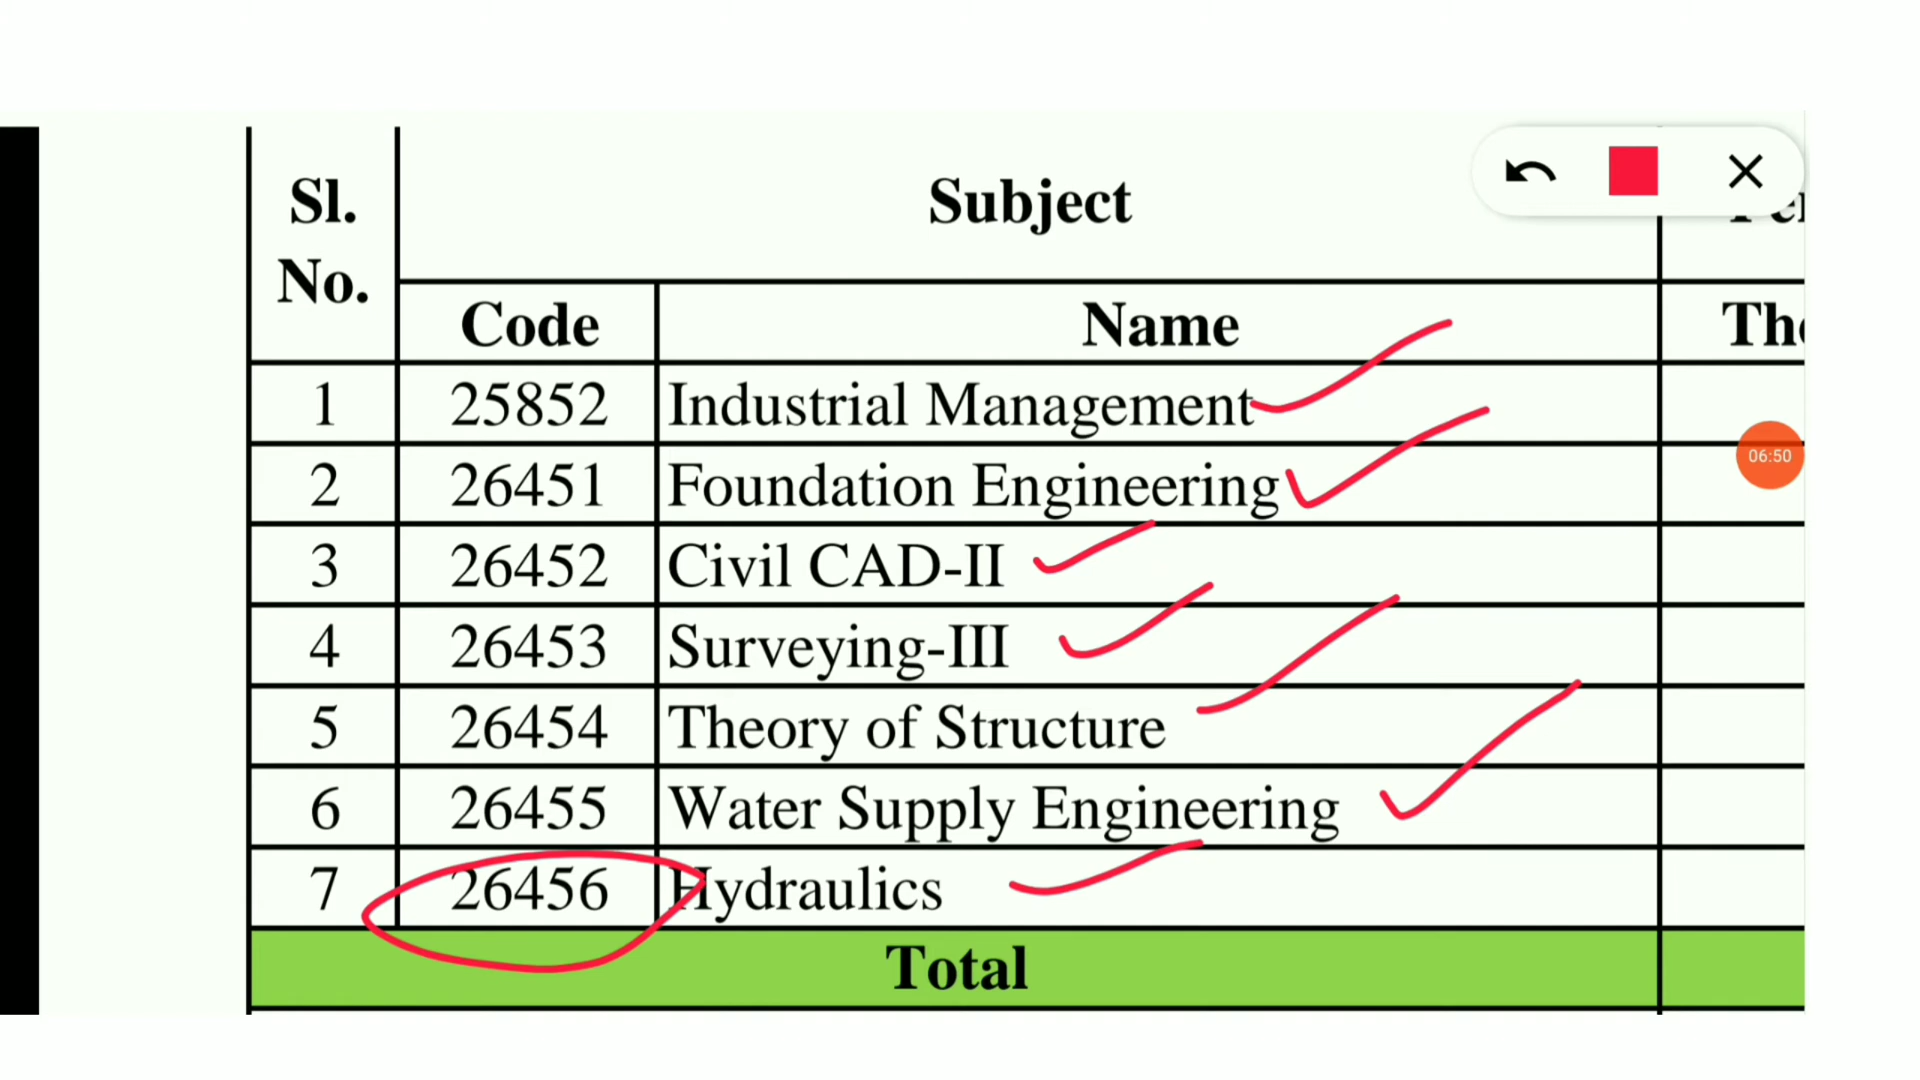 Sl. No.
Subject
Code
Name
1 25852 Industrial Management
2 26451 Foundation Engineering
3 26452 Civil CAD-II
4 26453 Surveying-III
5 26454 Theory of Structure
6 26455 Water Supply Engineering
7 26456 Hydraulics
Total
06:50